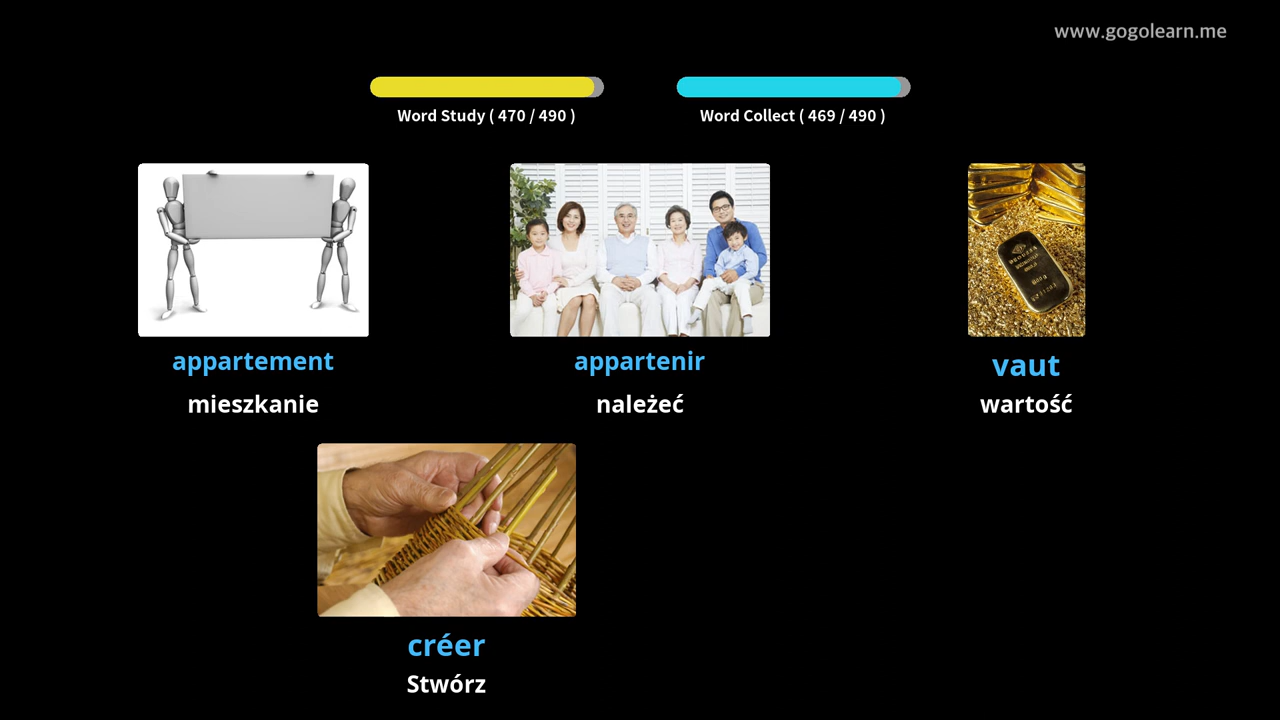 www.gogolearn.me
Word Study ( 470 / 490 )
Word Collect ( 469 / 490 )
appartement
appartenir
vaut
mieszkanie
należeć
wartość
créer
Stwórz